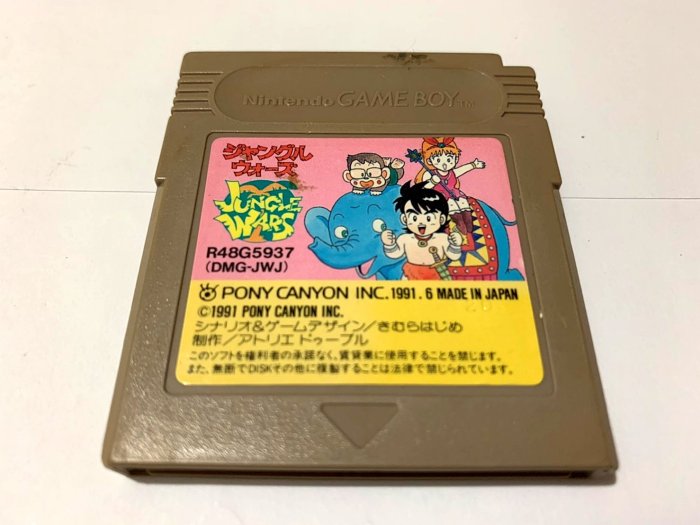 Nintendo GAME BOY TM
ジャングル
ウォーズ
JUNGLE
WARS
R48G5937
(DMG-JWJ)
PONY CANYON INC. 1991. 6 MADE IN JAPAN
©1991 PONY CANYON INC.
シナリオ&ゲームデザイン/きむらはじめ
制作/アトリエ ドゥーブル
このソフトを権利者の承諾なく、賃貸業に使用することを禁じます。
また、無断でDISKその他に複製することは法律で禁じられています。